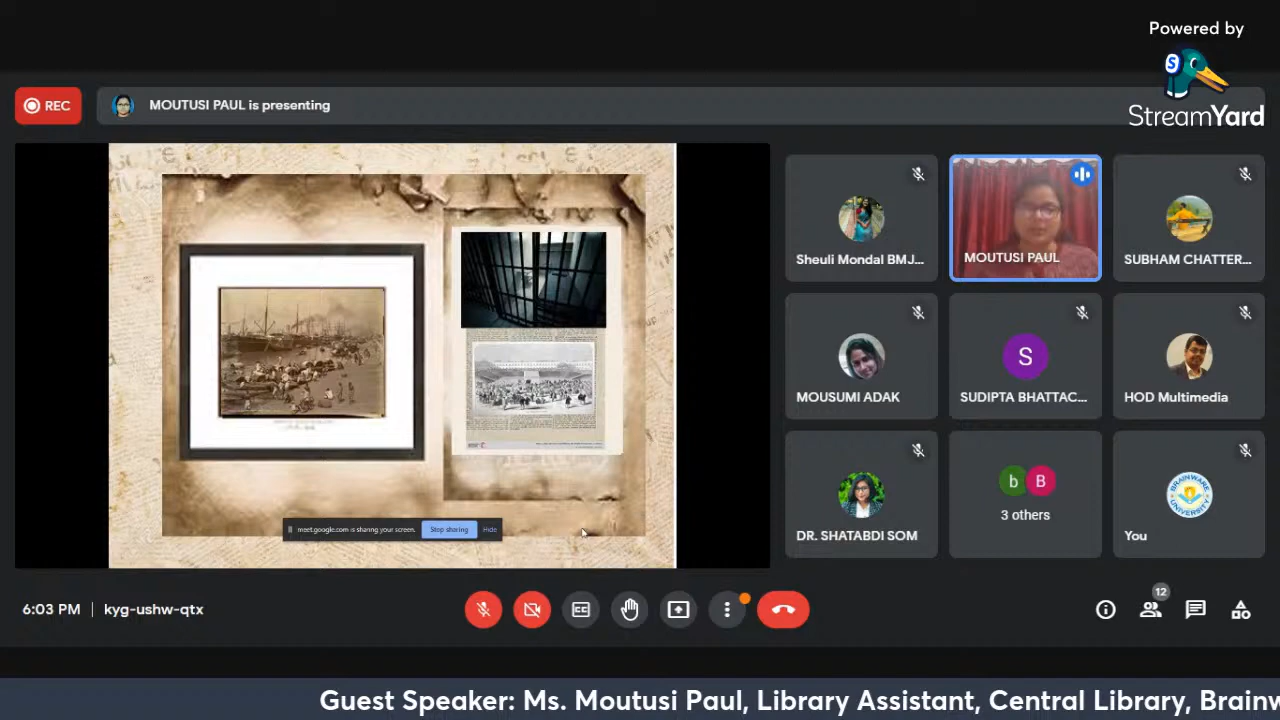 Powered by
StreamYard
REC
MOUTUSI PAUL is presenting
Sheuli Mondal BMJ...
MOUTUSI PAUL
SUBHAM CHATTER...
MOUSUMI ADAK
S
SUDIPTA BHATTAC...
HOD Multimedia
DR. SHATABDI SOM
b B
3 others
BRAINWARE UNIVERSITY
You
meet.google.com is sharing your screen.
Stop sharing
Hide
6:03 PM | kyg-ushw-qtx
12
Guest Speaker: Ms. Moutusi Paul, Library Assistant, Central Library, Brainw